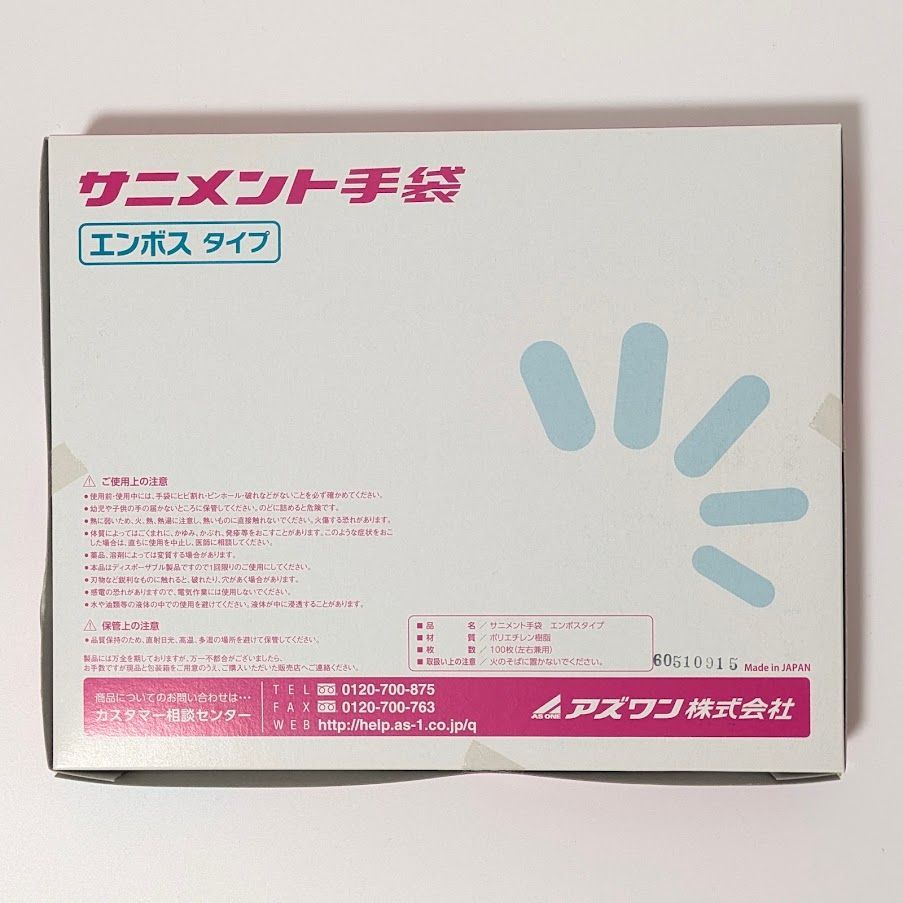 サニメント手袋
エンボス タイプ
ご使用上の注意
●使用前・使用中には、手袋にヒビ割れ・ピンホール・破れなどがないことを必ず確かめてください。
●幼児や子供の手の届かないところに保管してください。のどに詰めると危険です。
●熱に弱いため、火、熱、熱湯に注意し、熱いものに直接触れないでください。火傷する恐れがあります。
●体質によってはごくまれに、かゆみ、かぶれ、発疹等をおこすことがあります。このような症状をおこ
した場合は、直ちに使用を中止し、医師に相談してください。
●薬品、溶剤によっては変質する場合があります。
●本品はディスポーザブル製品ですので1回限りのご使用にしてください。
●刃物など鋭利なものに触れると、破れたり、穴があく場合があります。
●感電の恐れがありますので、電気作業には使用しないでください。
●水や油類等の液体の中での使用を避けてください。液体が中に浸透することがあります。
保管上の注意
●品質保持のため、直射日光、高温、多湿の場所を避けて保管してください。
製品には万全を期しておりますが、万一不都合がございましたら、
お手数ですが現品と包装箱をご用意のうえ、ご購入いただいた販売店へご連絡ください。
■品 名／サニメント手袋 エンボスタイプ
■材 質／ポリエチレン樹脂
■枚 数／100枚(左右兼用)
■取扱い上の注意／火のそばに置かないでください。
60510915 Made in JAPAN
商品についてのお問い合わせは…
カスタマー相談センター
TEL 0120-700-875
FAX 0120-700-763
WEB http://help.as-1.co.jp/q
AS ONE アズワン株式会社